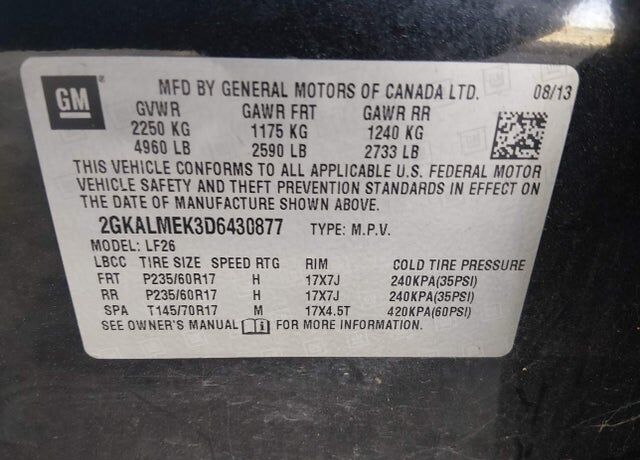 GM
MFD BY GENERAL MOTORS OF CANADA LTD. 08/13
GVWR GAWR FRT GAWR RR
2250 KG 1175 KG 1240 KG
4960 LB 2590 LB 2733 LB
THIS VEHICLE CONFORMS TO ALL APPLICABLE U.S. FEDERAL MOTOR
VEHICLE SAFETY AND THEFT PREVENTION STANDARDS IN EFFECT ON
THE DATE OF MANUFACTURE SHOWN ABOVE.
2GKALMEK3D6430877 TYPE: M.P.V.
MODEL: LF26
LBCC TIRE SIZE SPEED RTG RIM COLD TIRE PRESSURE
FRT P235/60R17 H 17X7J 240KPA(35PSI)
RR P235/60R17 H 17X7J 240KPA(35PSI)
SPA T145/70R17 M 17X4.5T 420KPA(60PSI)
SEE OWNER'S MANUAL FOR MORE INFORMATION.